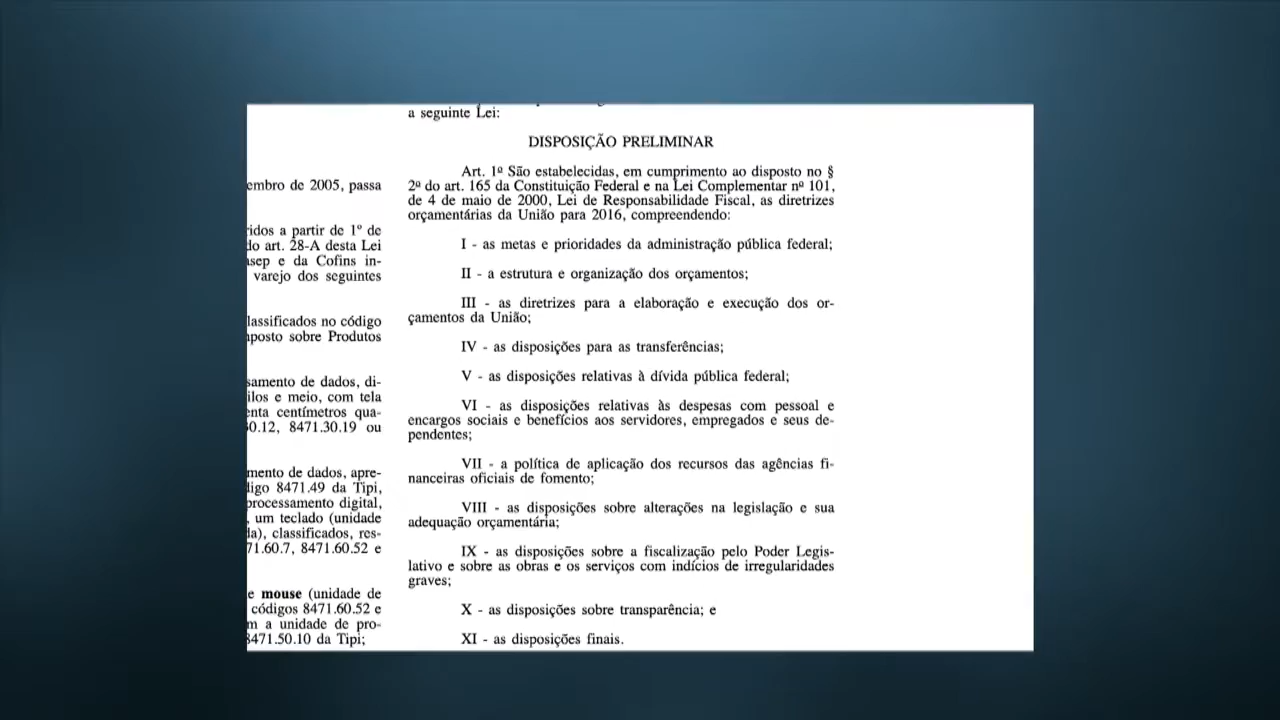 embro de 2005, passa
ridos a partir de 1º de
do art. 28-A desta Lei
asep e da Cofins in-
varejo dos seguintes
lassificados no código
posto sobre Produtos
samento de dados, di-
ilos e meio, com tela
enta centímetros qua-
0.12, 8471.30.19 ou
mento de dados, apre-
digo 8471.49 da Tipi,
processamento digital,
, um teclado (unidade
da), classificados, res-
71.60.7, 8471.60.52 e
e mouse (unidade de
códigos 8471.60.52 e
m a unidade de pro-
8471.50.10 da Tipi;
a seguinte Lei:
DISPOSIÇÃO PRELIMINAR
Art. 1º São estabelecidas, em cumprimento ao disposto no §
2º do art. 165 da Constituição Federal e na Lei Complementar nº 101,
de 4 de maio de 2000, Lei de Responsabilidade Fiscal, as diretrizes
orçamentárias da União para 2016, compreendendo:
I - as metas e prioridades da administração pública federal;
II - a estrutura e organização dos orçamentos;
III - as diretrizes para a elaboração e execução dos or-
çamentos da União;
IV - as disposições para as transferências;
V - as disposições relativas à dívida pública federal;
VI - as disposições relativas às despesas com pessoal e
encargos sociais e benefícios aos servidores, empregados e seus de-
pendentes;
VII - a política de aplicação dos recursos das agências fi-
nanceiras oficiais de fomento;
VIII - as disposições sobre alterações na legislação e sua
adequação orçamentária;
IX - as disposições sobre a fiscalização pelo Poder Legis-
lativo e sobre as obras e os serviços com indícios de irregularidades
graves;
X - as disposições sobre transparência; e
XI - as disposições finais.